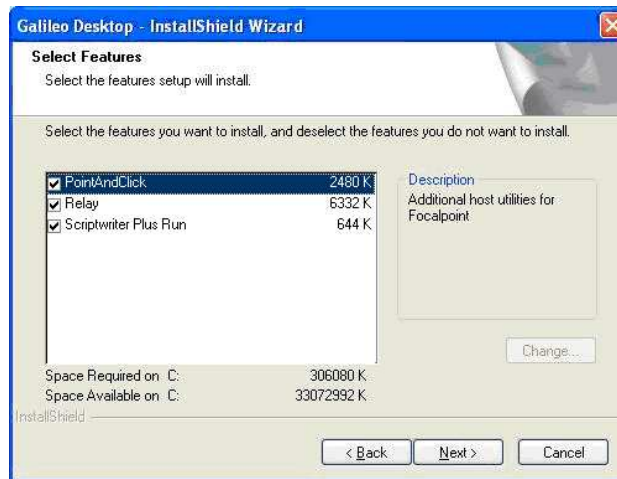 Galileo Desktop - InstallShield Wizard
Select Features
Select the features setup will install.
Select the features you want to install, and deselect the features you do not want to install.
PointAndClick 2480 K
Relay 6332 K
Scriptwriter Plus Run 644 K
Description
Additional host utilities for
Focalpoint
Change...
Space Required on C: 306080 K
Space Available on C: 33072992 K
InstallShield
< Back Next > Cancel